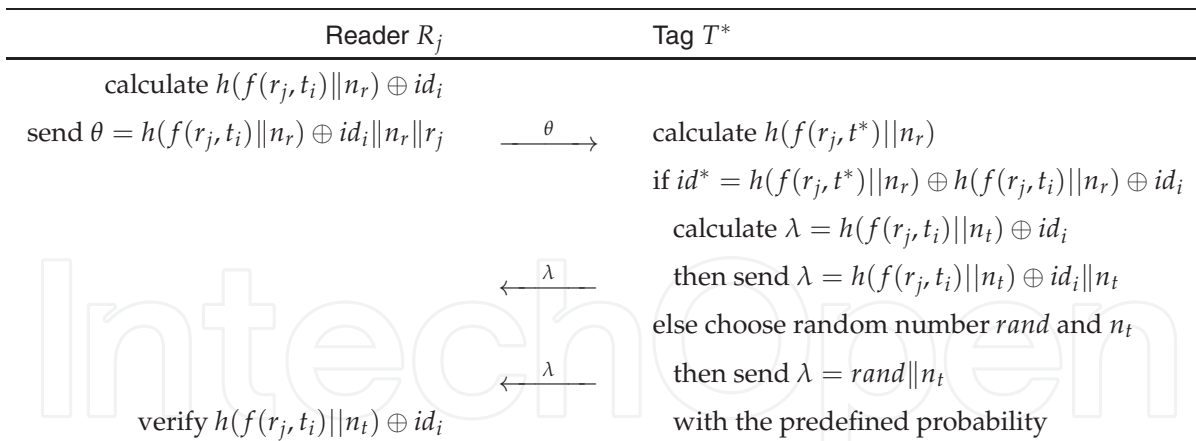 Reader R_j Tag T*
calculate h(f(r_j, t_i)‖n_r) ⊕ id_i
send θ = h(f(r_j, t_i)‖n_r) ⊕ id_i‖n_r‖r_j θ calculate h(f(r_j, t*)||n_r)
if id* = h(f(r_j, t*)||n_r) ⊕ h(f(r_j, t_i)||n_r) ⊕ id_i
calculate λ = h(f(r_j, t_i)||n_t) ⊕ id_i
λ then send λ = h(f(r_j, t_i)||n_t) ⊕ id_i‖n_t
else choose random number rand and n_t
λ then send λ = rand‖n_t
verify h(f(r_j, t_i)||n_t) ⊕ id_i with the predefined probability
IntechOpen